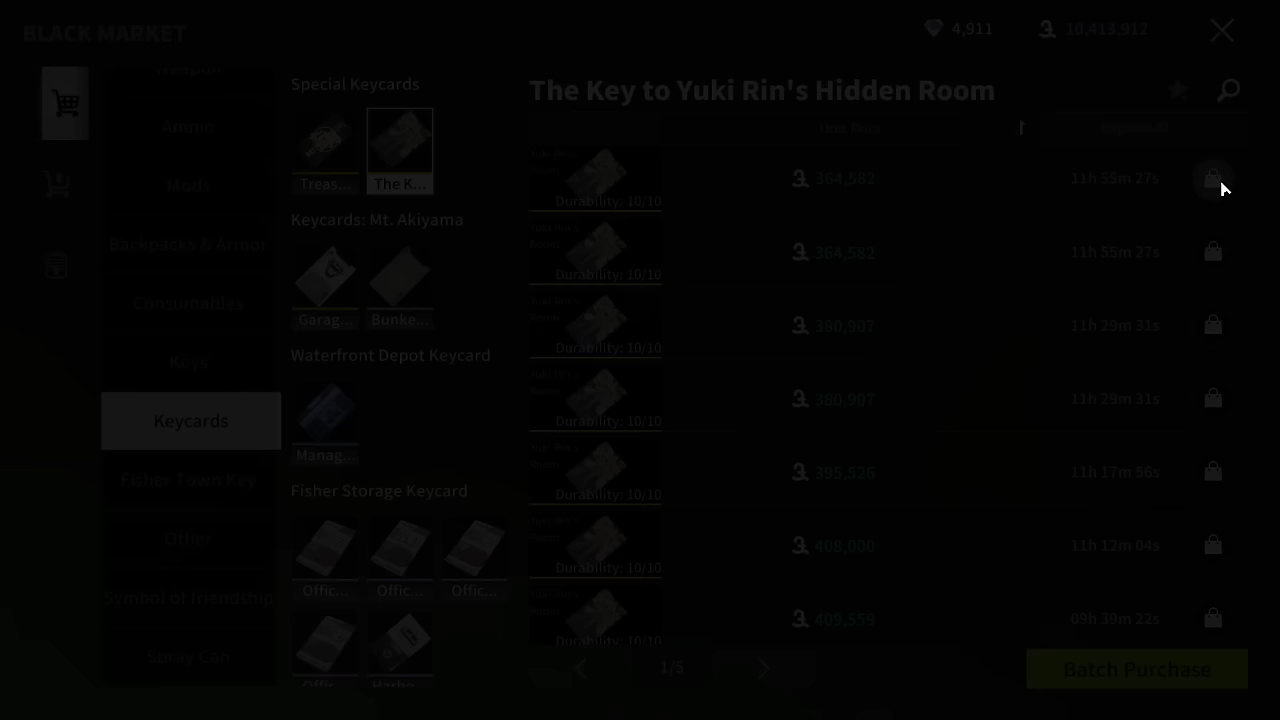 BLACK MARKET
4,911
10,413,912
Ammo
Mods
Backpacks & Armor
Consumables
Keys
Keycards
Fisher Town Key
Other
Symbol of friendship
Spray Can
Special Keycards
Treas...
The K...
Keycards: Mt. Akiyama
Garag...
Bunke...
Waterfront Depot Keycard
Manag...
Fisher Storage Keycard
Offic...
Offic...
Offic...
Offic...
Harbo...
The Key to Yuki Rin's Hidden Room
Durability: 10/10
364,582
11h 55m 27s
Durability: 10/10
364,582
11h 55m 27s
Durability: 10/10
380,907
11h 29m 31s
Durability: 10/10
380,907
11h 29m 31s
Durability: 10/10
395,526
11h 17m 56s
Durability: 10/10
408,000
11h 12m 04s
Durability: 10/10
409,559
09h 39m 22s
1/5
Batch Purchase